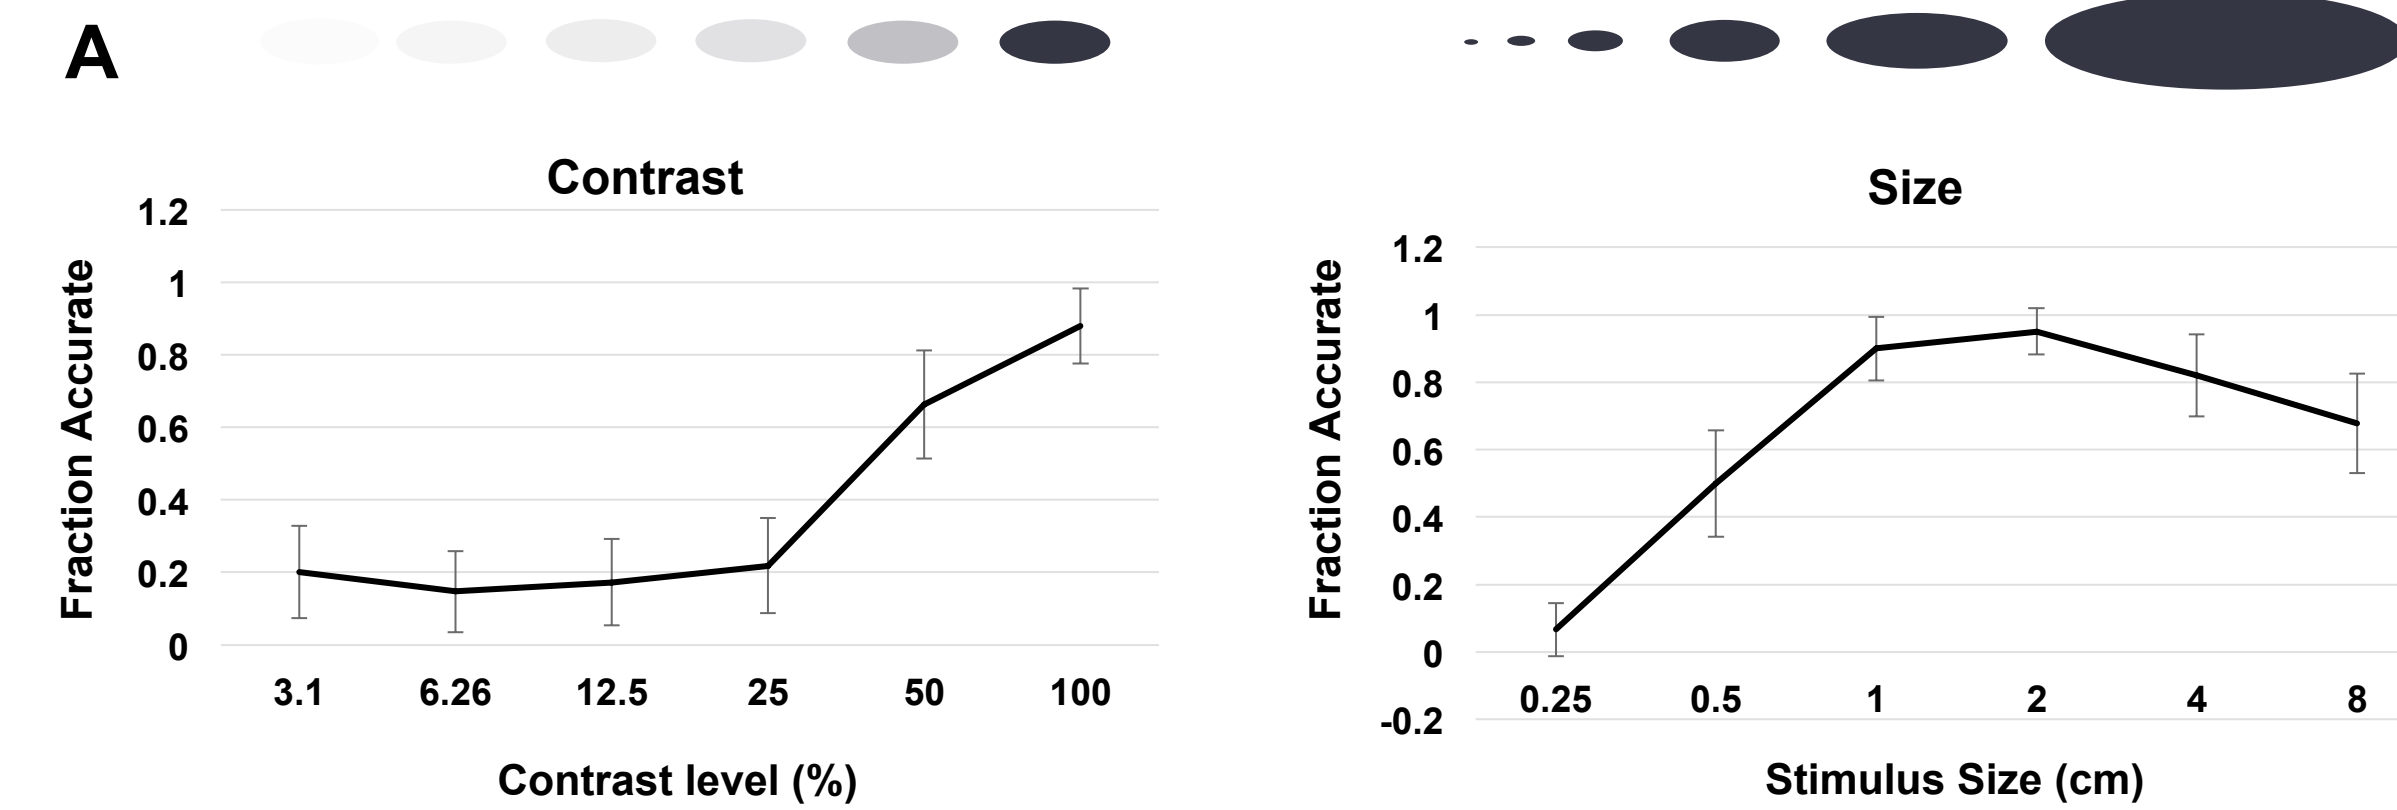 A
Contrast
1.2
1
0.8
0.6
0.4
0.2
0
Fraction Accurate
3.1 6.26 12.5 25 50 100
Contrast level (%)
Size
1.2
1
0.8
0.6
0.4
0.2
0
-0.2
Fraction Accurate
0.25 0.5 1 2 4 8
Stimulus Size (cm)